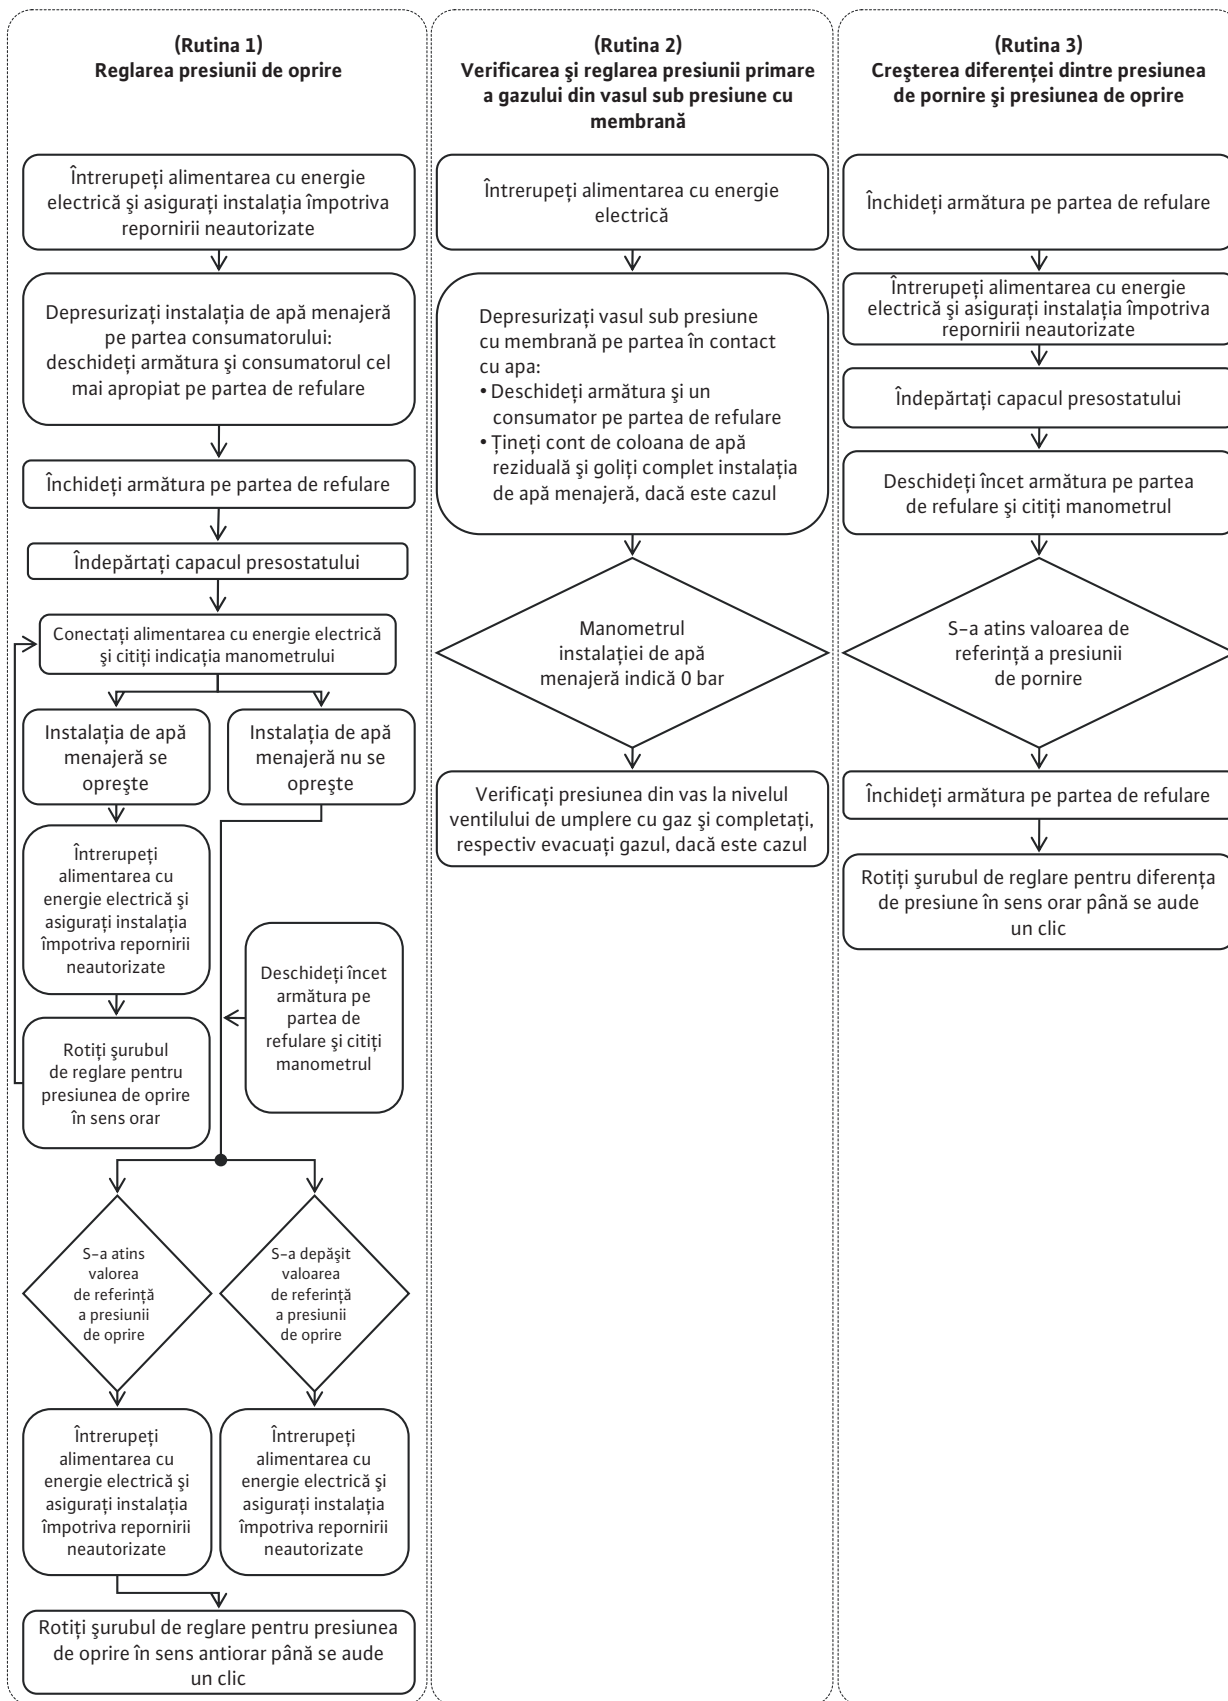 (Rutina 1)
Reglarea presiunii de oprire
Întrerupeți alimentarea cu energie
electrică și asigurați instalația împotriva
repornirii neautorizate
Depresurizați instalația de apă menajeră
pe partea consumatorului:
deschideți armătura și consumatorul cel
mai apropiat pe partea de refulare
Închideți armătura pe partea de refulare
Îndepărtați capacul presostatului
Conectați alimentarea cu energie electrică
și citiți indicația manometrului
Instalația de apă
menajeră se
oprește
Instalația de apă
menajeră nu se
oprește
Întrerupeți
alimentarea cu
energie electrică și
asigurați instalația
împotriva repornirii
neautorizate
Deschideți încet
armătura pe
partea de
refulare și citiți
manometrul
Rotiți șurubul
de reglare pentru
presiunea de oprire
în sens orar
S-a atins
valorea
de referință
a presiunii
de oprire
S-a depășit
valoarea
de referință
a presiunii
de oprire
Întrerupeți
alimentarea cu
energie electrică și
asigurați instalația
împotriva repornirii
neautorizate
Întrerupeți
alimentarea cu
energie electrică și
asigurați instalația
împotriva repornirii
neautorizate
Rotiți șurubul de reglare pentru presiunea
de oprire în sens antiorar până se aude
un clic
(Rutina 2)
Verificarea și reglarea presiunii primare
a gazului din vasul sub presiune cu
membrană
Întrerupeți alimentarea cu energie
electrică
Depresurizați vasul sub presiune
cu membrană pe partea în contact
cu apa:
• Deschideți armătura și un
consumator pe partea de refulare
• Țineți cont de coloana de apă
reziduală și goliți complet instalația
de apă menajeră, dacă este cazul
Manometrul
instalației de apă
menajeră indică 0 bar
Verificați presiunea din vas la nivelul
ventilului de umplere cu gaz și completați,
respectiv evacuați gazul, dacă este cazul
(Rutina 3)
Creșterea diferenței dintre presiunea
de pornire și presiunea de oprire
Închideți armătura pe partea de refulare
Întrerupeți alimentarea cu energie
electrică și asigurați instalația împotriva
repornirii neautorizate
Îndepărtați capacul presostatului
Deschideți încet armătura pe partea
de refulare și citiți manometrul
S-a atins valoarea de
referință a presiunii
de pornire
Închideți armătura pe partea de refulare
Rotiți șurubul de reglare pentru diferența
de presiune în sens orar până se aude
un clic